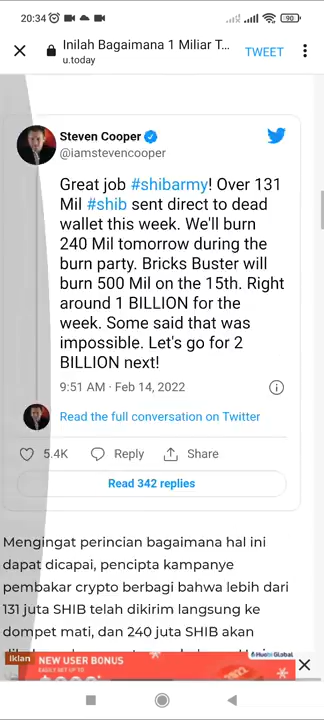 20:34
90
Inilah Bagaimana 1 Miliar T...
u.today
TWEET
Steven Cooper
@iamstevencooper
Great job #shibarmy! Over 131
Mil #shib sent direct to dead
wallet this week. We'll burn
240 Mil tomorrow during the
burn party. Bricks Buster will
burn 500 Mil on the 15th. Right
around 1 BILLION for the
week. Some said that was
impossible. Let's go for 2
BILLION next!
9:51 AM · Feb 14, 2022
Read the full conversation on Twitter
5.4K Reply Share
Read 342 replies
Mengingat perincian bagaimana hal ini
dapat dicapai, pencipta kampanye
pembakar crypto berbagi bahwa lebih dari
131 juta SHIB telah dikirim langsung ke
dompet mati, dan 240 juta SHIB akan
Iklan
NEW USER BONUS
EASILY GET UP TO
Huobi Global